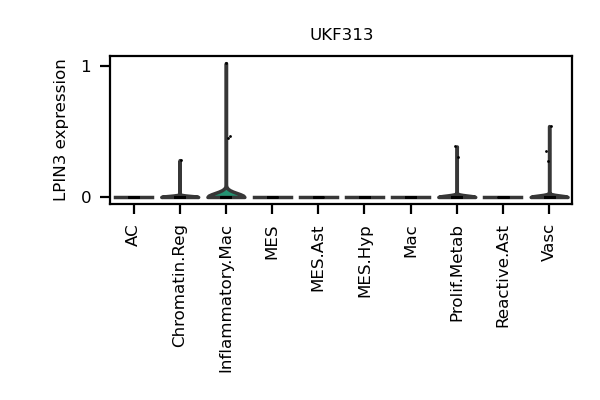 UKF313
LPIN3 expression
1
0
AC
Chromatin.Reg
Inflammatory.Mac
MES
MES.Ast
MES.Hyp
Mac
Prolif.Metab
Reactive.Ast
Vasc